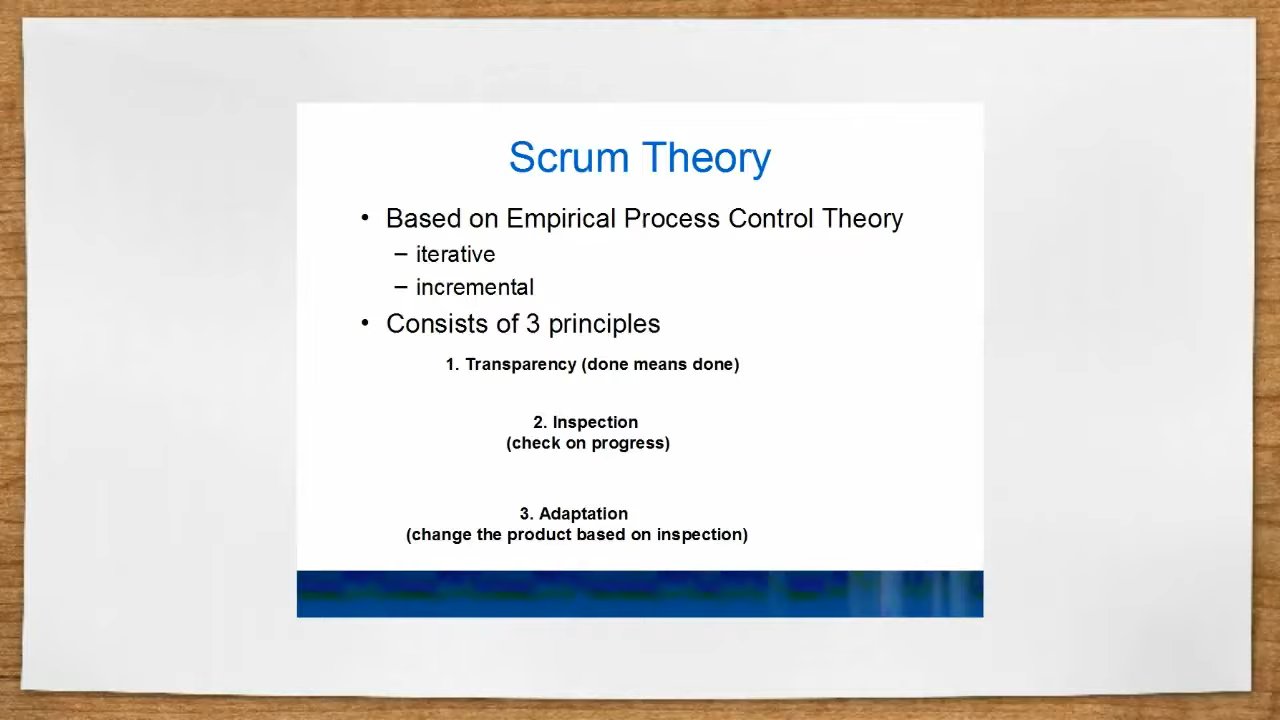 Scrum Theory
• Based on Empirical Process Control Theory
– iterative
– incremental
• Consists of 3 principles
1. Transparency (done means done)
2. Inspection
(check on progress)
3. Adaptation
(change the product based on inspection)